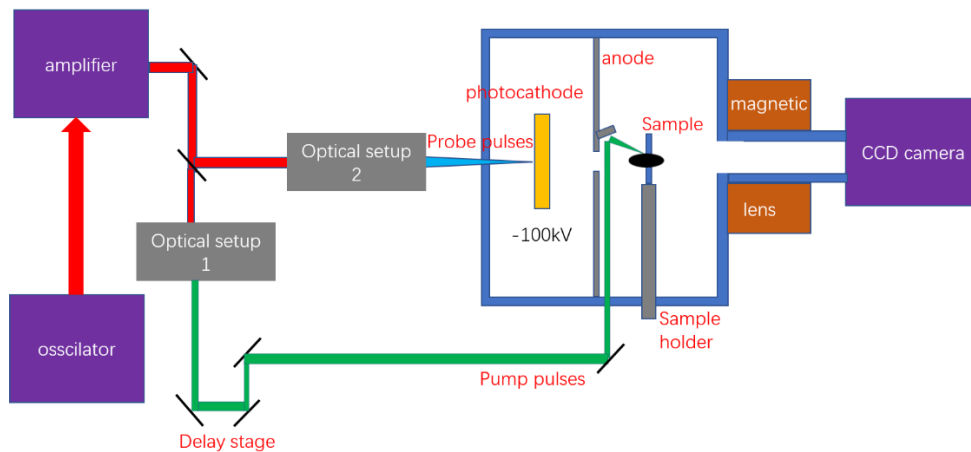 amplifier
anode
photocathode
magnetic
Probe pulses
Sample
Optical setup
2
CCD camera
lens
-100kV
Optical setup
1
Sample
holder
osscilator
Pump pulses
Delay stage